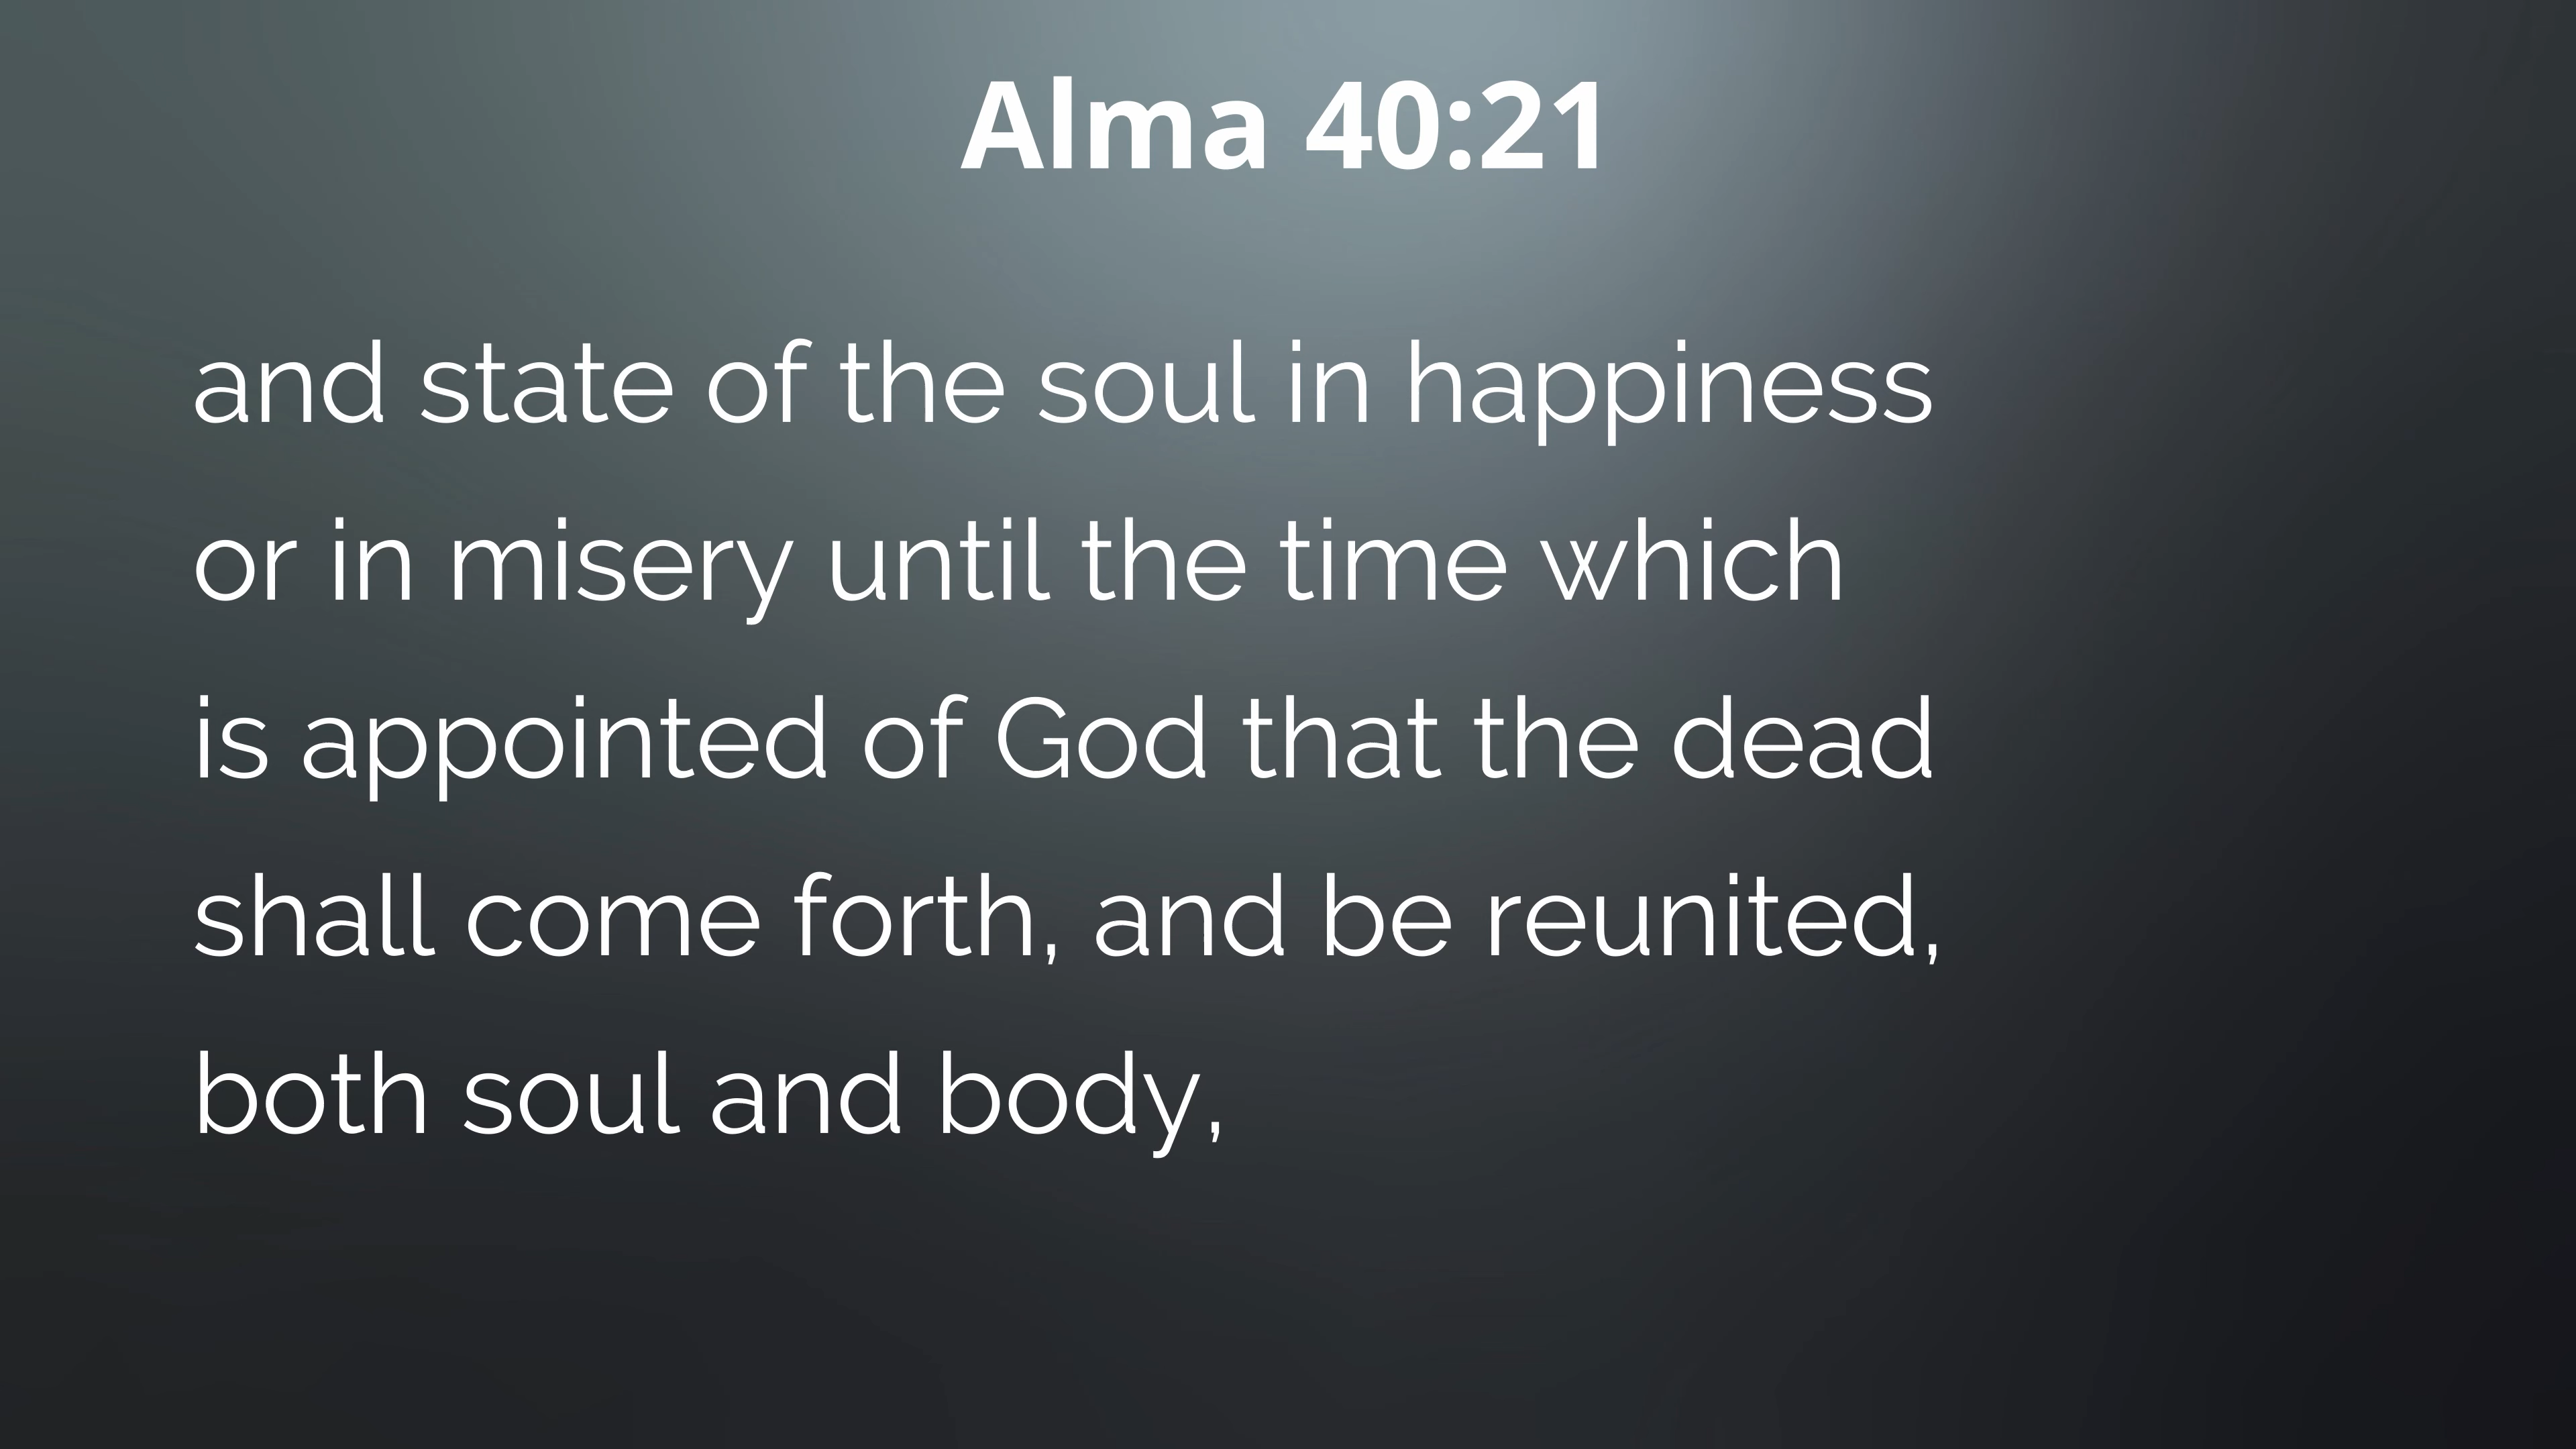 Alma 40:21
and state of the soul in happiness
or in misery until the time which
is appointed of God that the dead
shall come forth, and be reunited,
both soul and body,